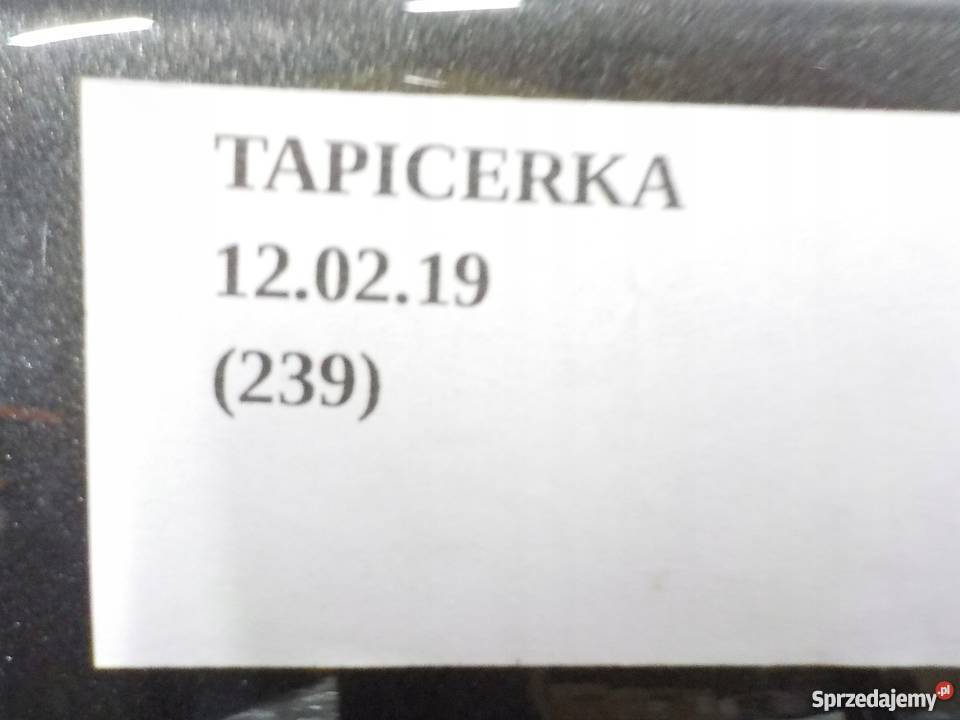 TAPICERKA
12.02.19
(239)
Sprzedajemy.pl